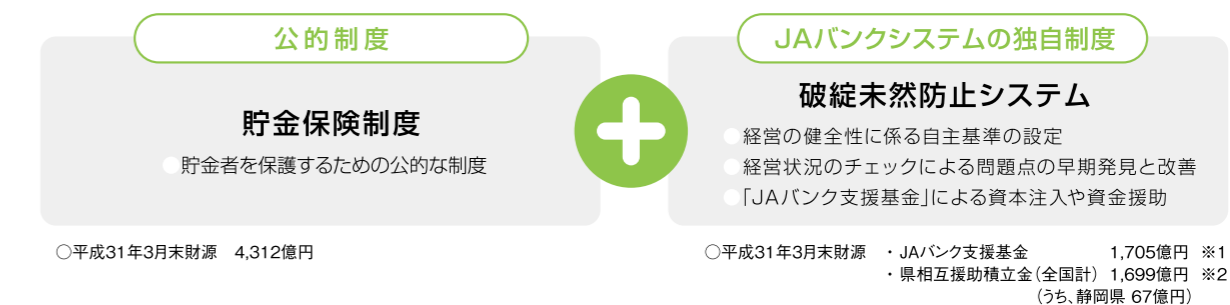 公的制度
貯金保険制度
●貯金者を保護するための公的な制度
○平成31年3月末財源 4,312億円
JAバンクシステムの独自制度
破綻未然防止システム
●経営の健全性に係る自主基準の設定
●経営状況のチェックによる問題点の早期発見と改善
●「JAバンク支援基金」による資本注入や資金援助
○平成31年3月末財源 ・JAバンク支援基金 1,705億円 ※1
・県相互援助積立金(全国計) 1,699億円 ※2
(うち、静岡県 67億円)